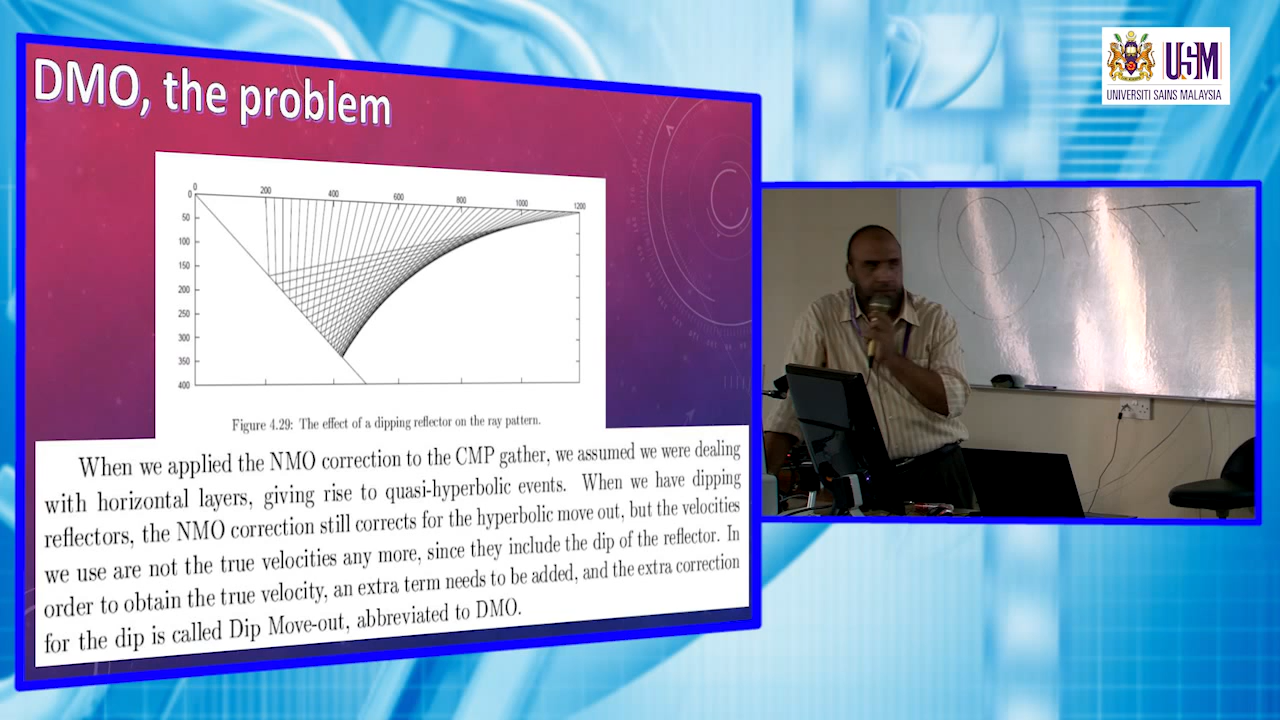 DMO, the problem
0 200 400 600 800 1000 1200
0
50
100
150
200
250
300
350
400
Figure 4.29: The effect of a dipping reflector on the ray pattern.
When we applied the NMO correction to the CMP gather, we assumed we were dealing
with horizontal layers, giving rise to quasi-hyperbolic events. When we have dipping
reflectors, the NMO correction still corrects for the hyperbolic move out, but the velocities
we use are not the true velocities any more, since they include the dip of the reflector. In
order to obtain the true velocity, an extra term needs to be added, and the extra correction
for the dip is called Dip Move-out, abbreviated to DMO.
USM
UNIVERSITI SAINS MALAYSIA